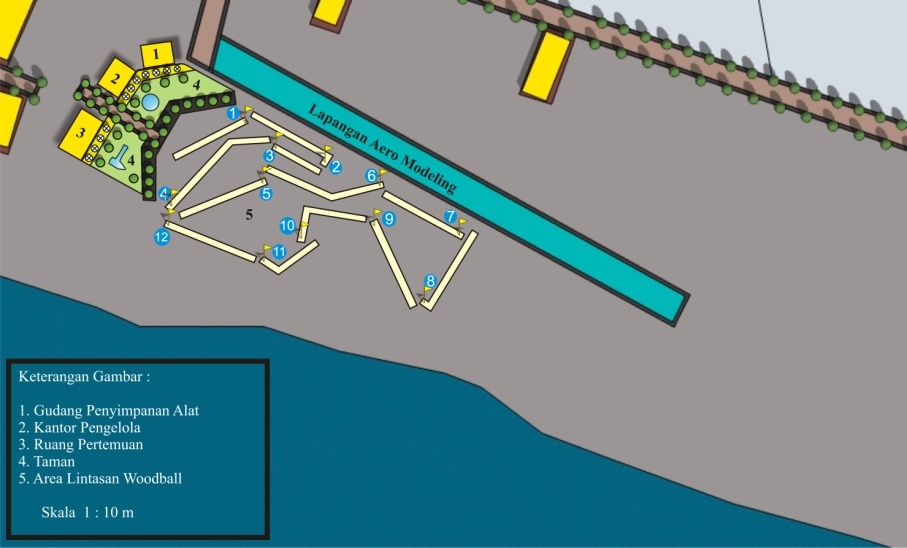 1
2
3
4
4
Lapangan Aero Modeling
1
2
3
4
5
6
7
8
9
10
11
12
5
Keterangan Gambar :
1. Gudang Penyimpanan Alat
2. Kantor Pengelola
3. Ruang Pertemuan
4. Taman
5. Area Lintasan Woodball
Skala 1 : 10 m